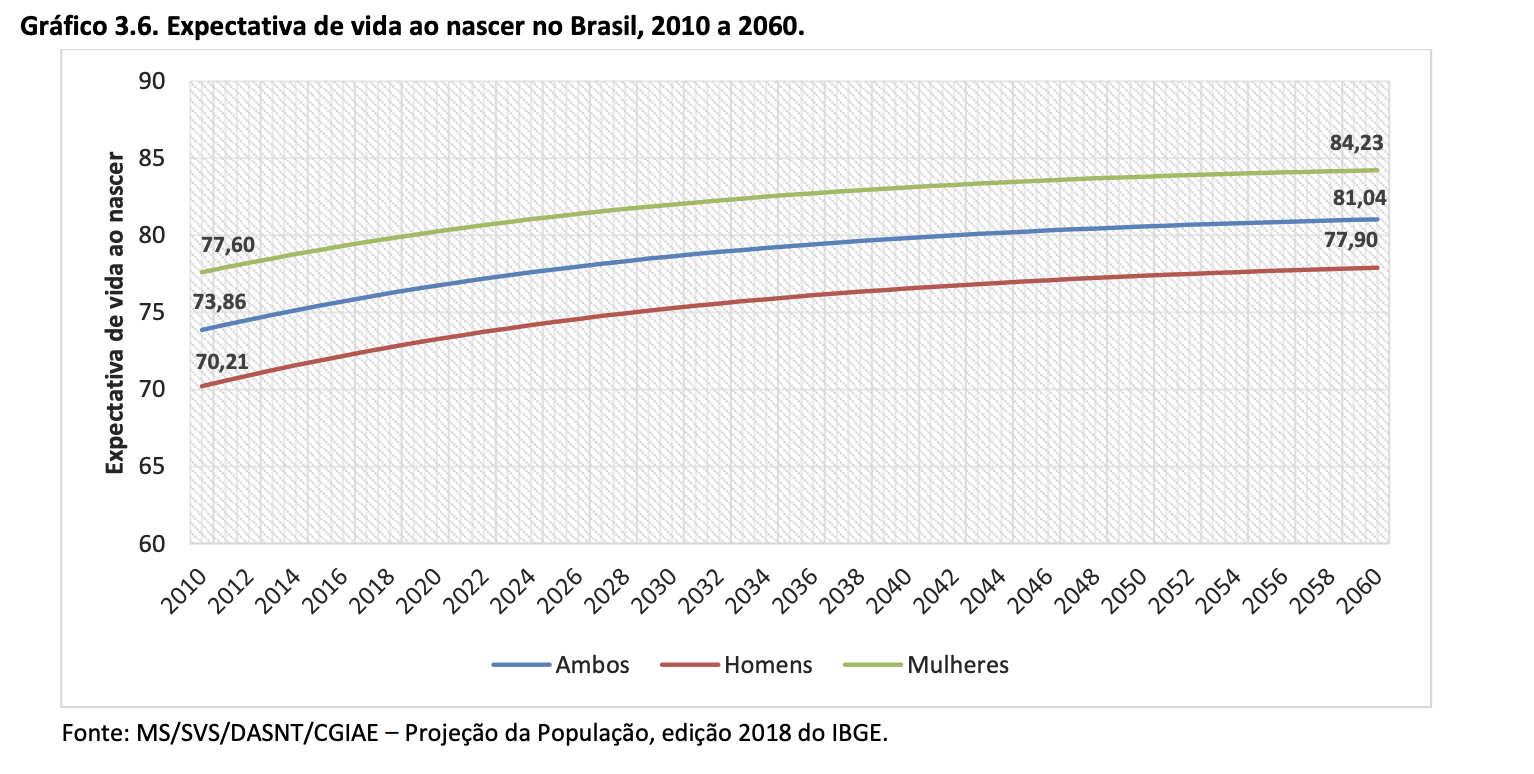 Gráfico 3.6. Expectativa de vida ao nascer no Brasil, 2010 a 2060.
Expectativa de vida ao nascer
90
85
80
75
70
65
60
77,60
73,86
70,21
84,23
81,04
77,90
2010 2012 2014 2016 2018 2020 2022 2024 2026 2028 2030 2032 2034 2036 2038 2040 2042 2044 2046 2048 2050 2052 2054 2056 2058 2060
Ambos Homens Mulheres
Fonte: MS/SVS/DASNT/CGIAE – Projeção da População, edição 2018 do IBGE.